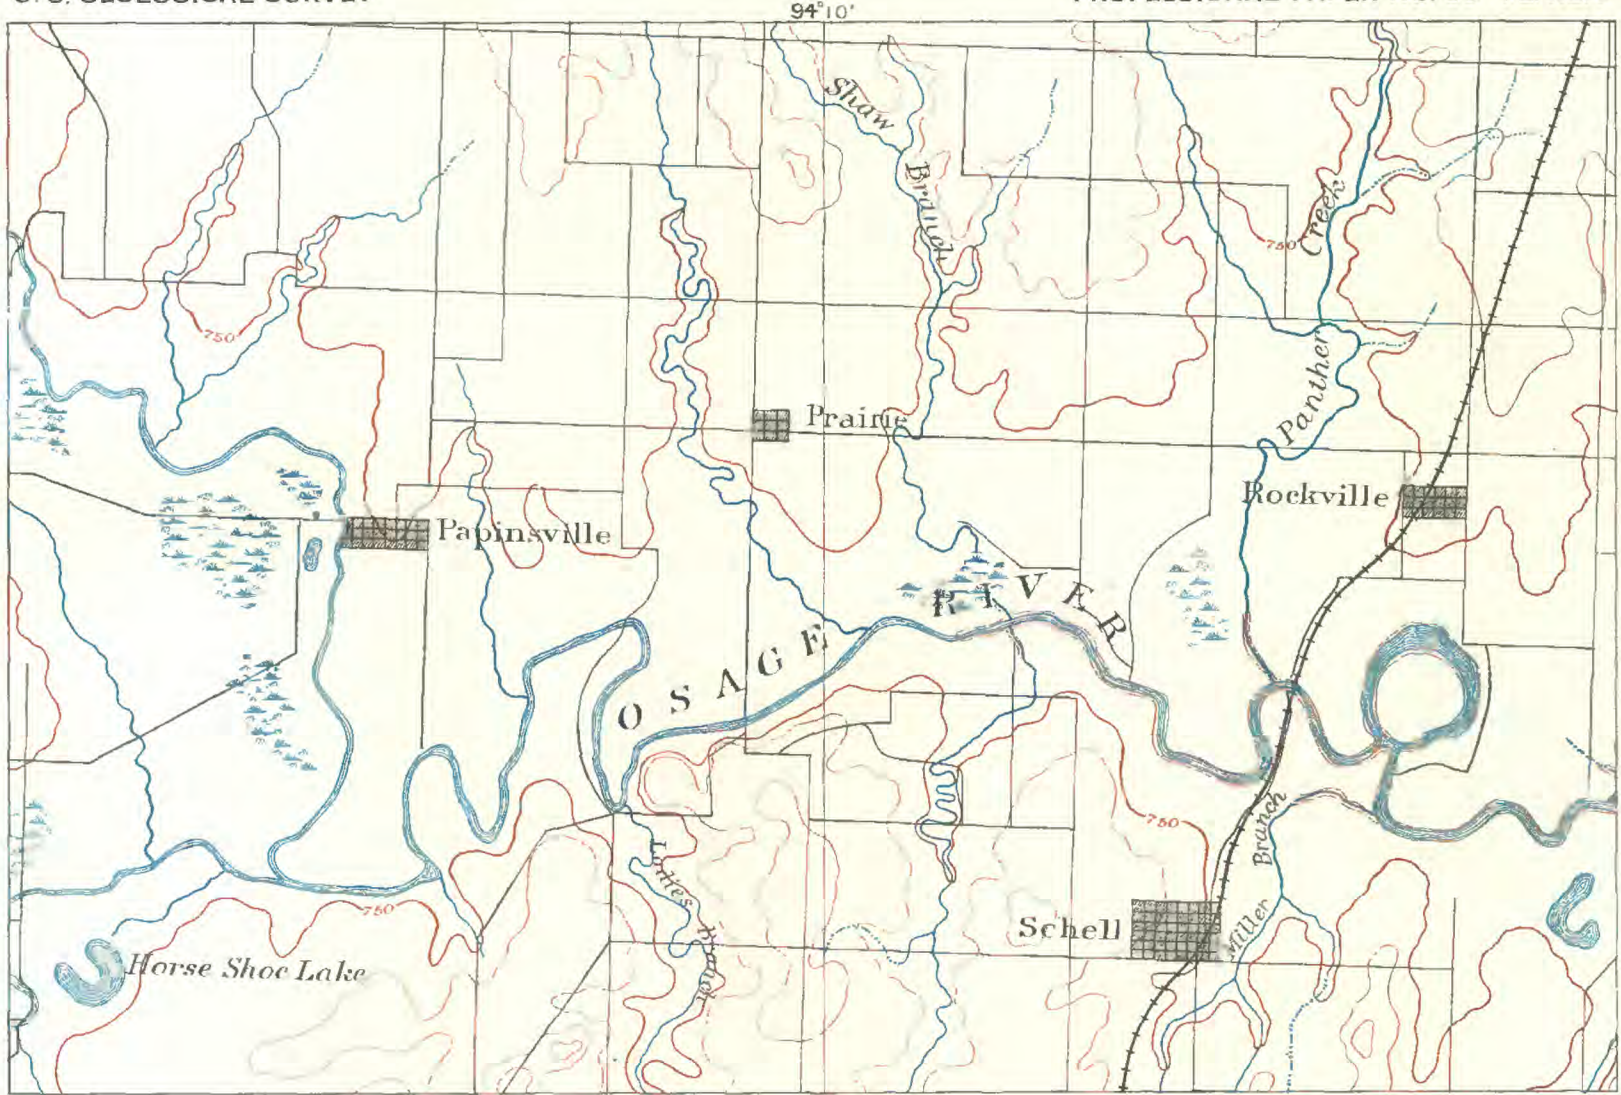 94°10'
Shaw
Branch
Creek
750
750
Panther
Prairie
Rockville
Papinsville
OSAGE RIVER
750
Branch
Miller
Schell
750
Branch
Horse Shoe Lake